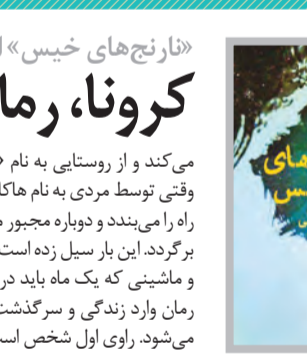 «نارنج‌های خیس»
کرونا، رما
می‌کند و از روستایی به نام
وقتی توسط مردی به نام هاکا
راه را می‌بندد و دوباره مجبور
برگردد. این بار سیل زده است
و ماشینی که یک ماه باید در
رمان وارد زندگی و سرگذشت
می‌شود. راوی اول شخص است
های
یس